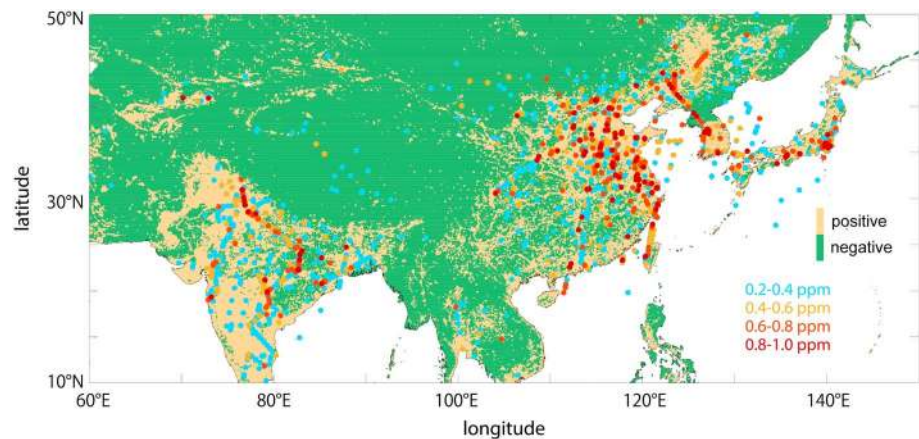 50°N
latitude
30°N
10°N
60°E
80°E
100°E
120°E
140°E
longitude
positive
negative
0.2-0.4 ppm
0.4-0.6 ppm
0.6-0.8 ppm
0.8-1.0 ppm